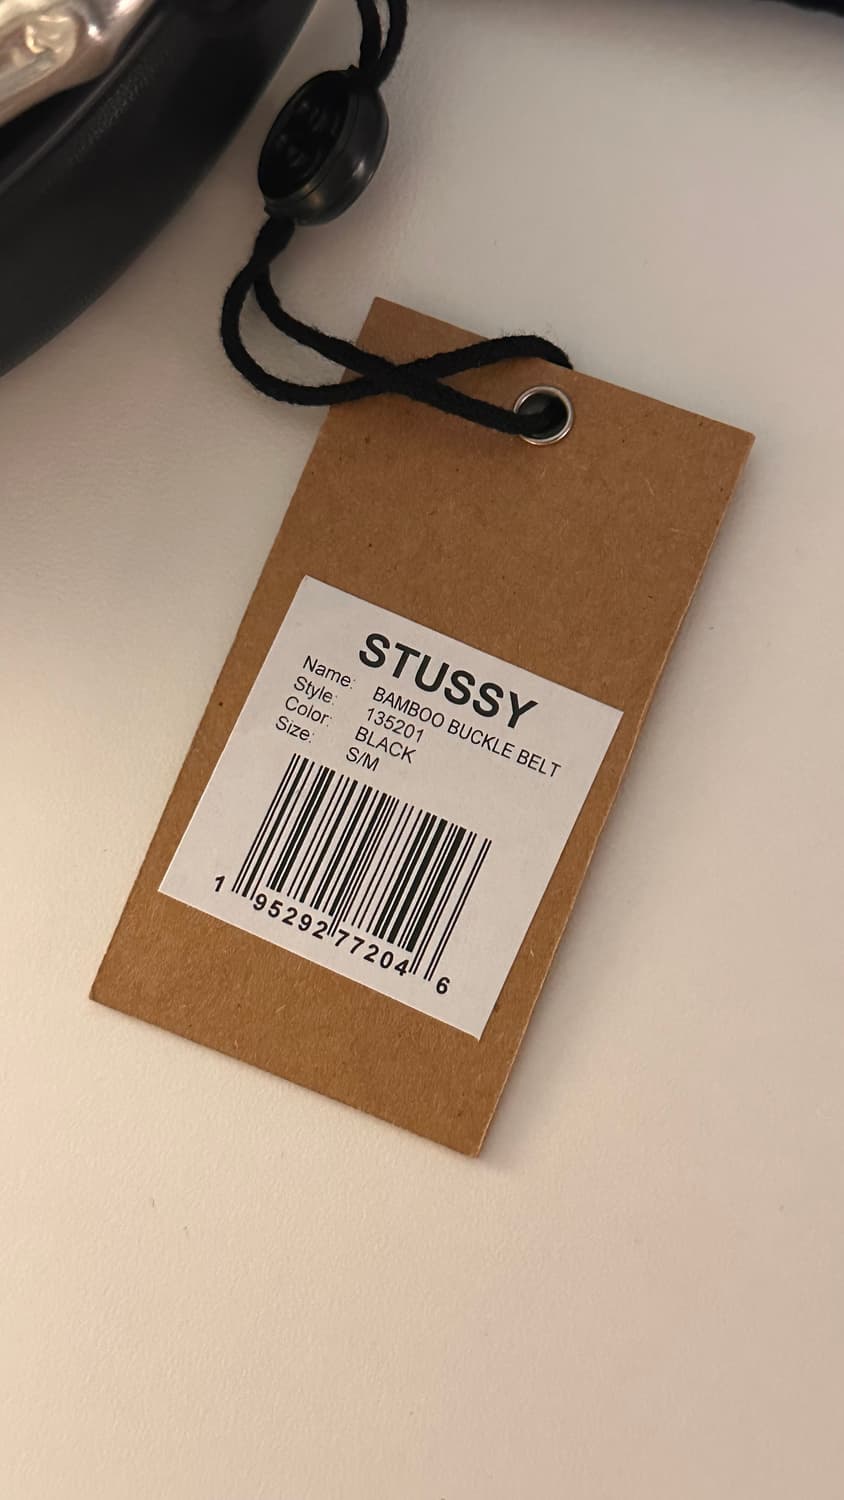 STUSSY
Name: BAMBOO BUCKLE BELT
Style: 135201
Color: BLACK
Size: S/M
1 95292 77204 6